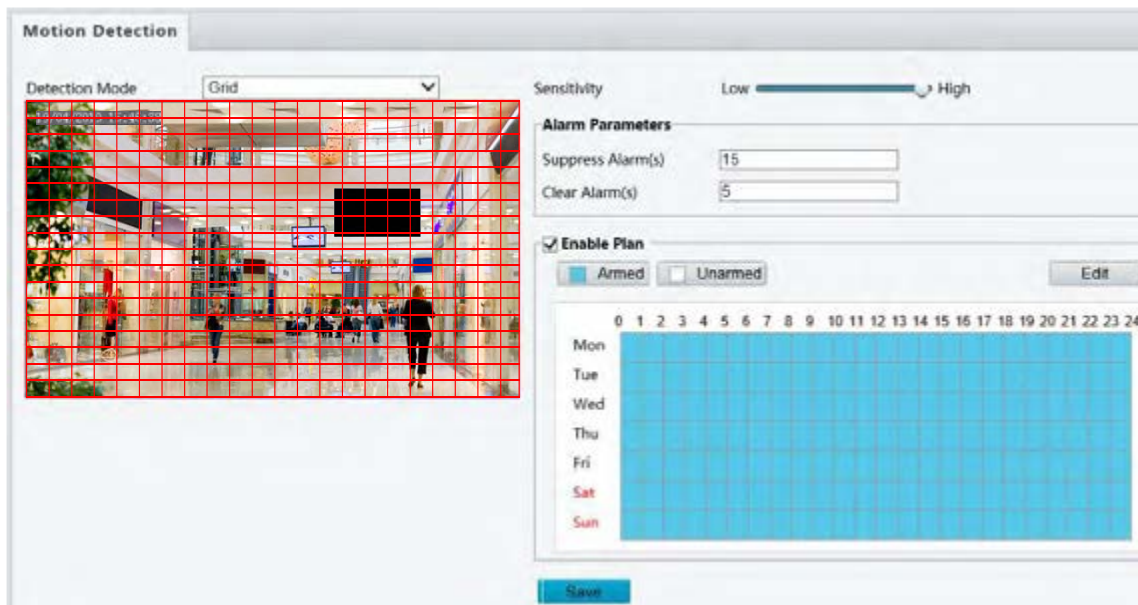 Motion Detection
Detection Mode Grid
Sensitivity Low High
Alarm Parameters
Suppress Alarm(s) 15
Clear Alarm(s) 5
Enable Plan
Armed Unarmed Edit
0 1 2 3 4 5 6 7 8 9 10 11 12 13 14 15 16 17 18 19 20 21 22 23 24
Mon
Tue
Wed
Thu
Fri
Sat
Sun
Save